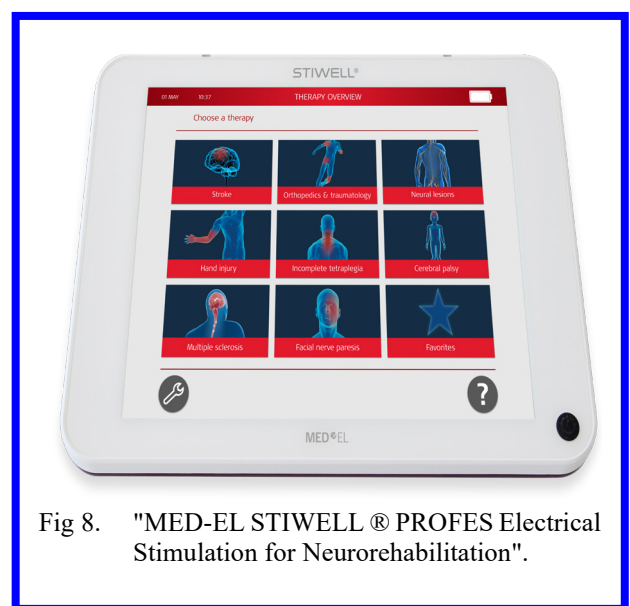 STIWELL®
01 MAY 10:37 THERAPY OVERVIEW
Choose a therapy
Stroke
Orthopedics & traumatology
Neural lesions
Hand injury
Incomplete tetraplegia
Cerebral palsy
Multiple sclerosis
Facial nerve paresis
Favorites
?
MED EL
Fig 8. "MED-EL STIWELL ® PROFES Electrical
Stimulation for Neurorehabilitation".